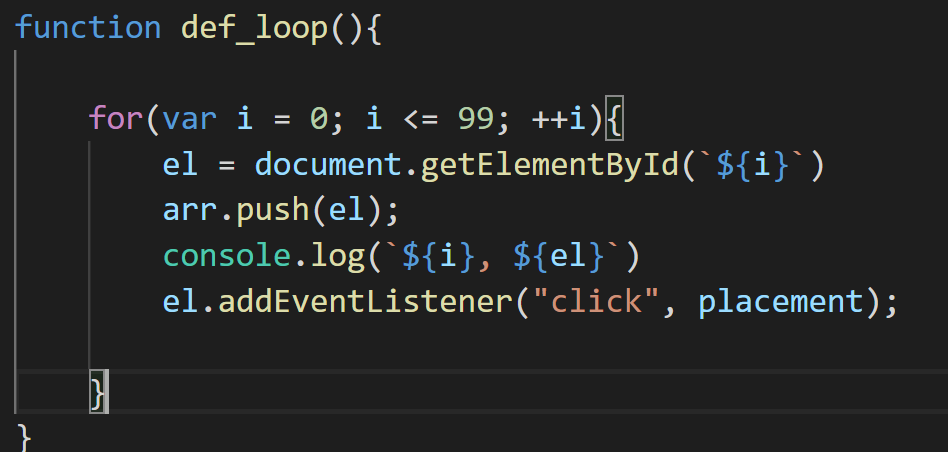 function def_loop(){
for(var i = 0; i <= 99; ++i){
el = document.getElementById(`${i}`)
arr.push(el);
console.log(`${i}, ${el}`)
el.addEventListener("click", placement);
}
}